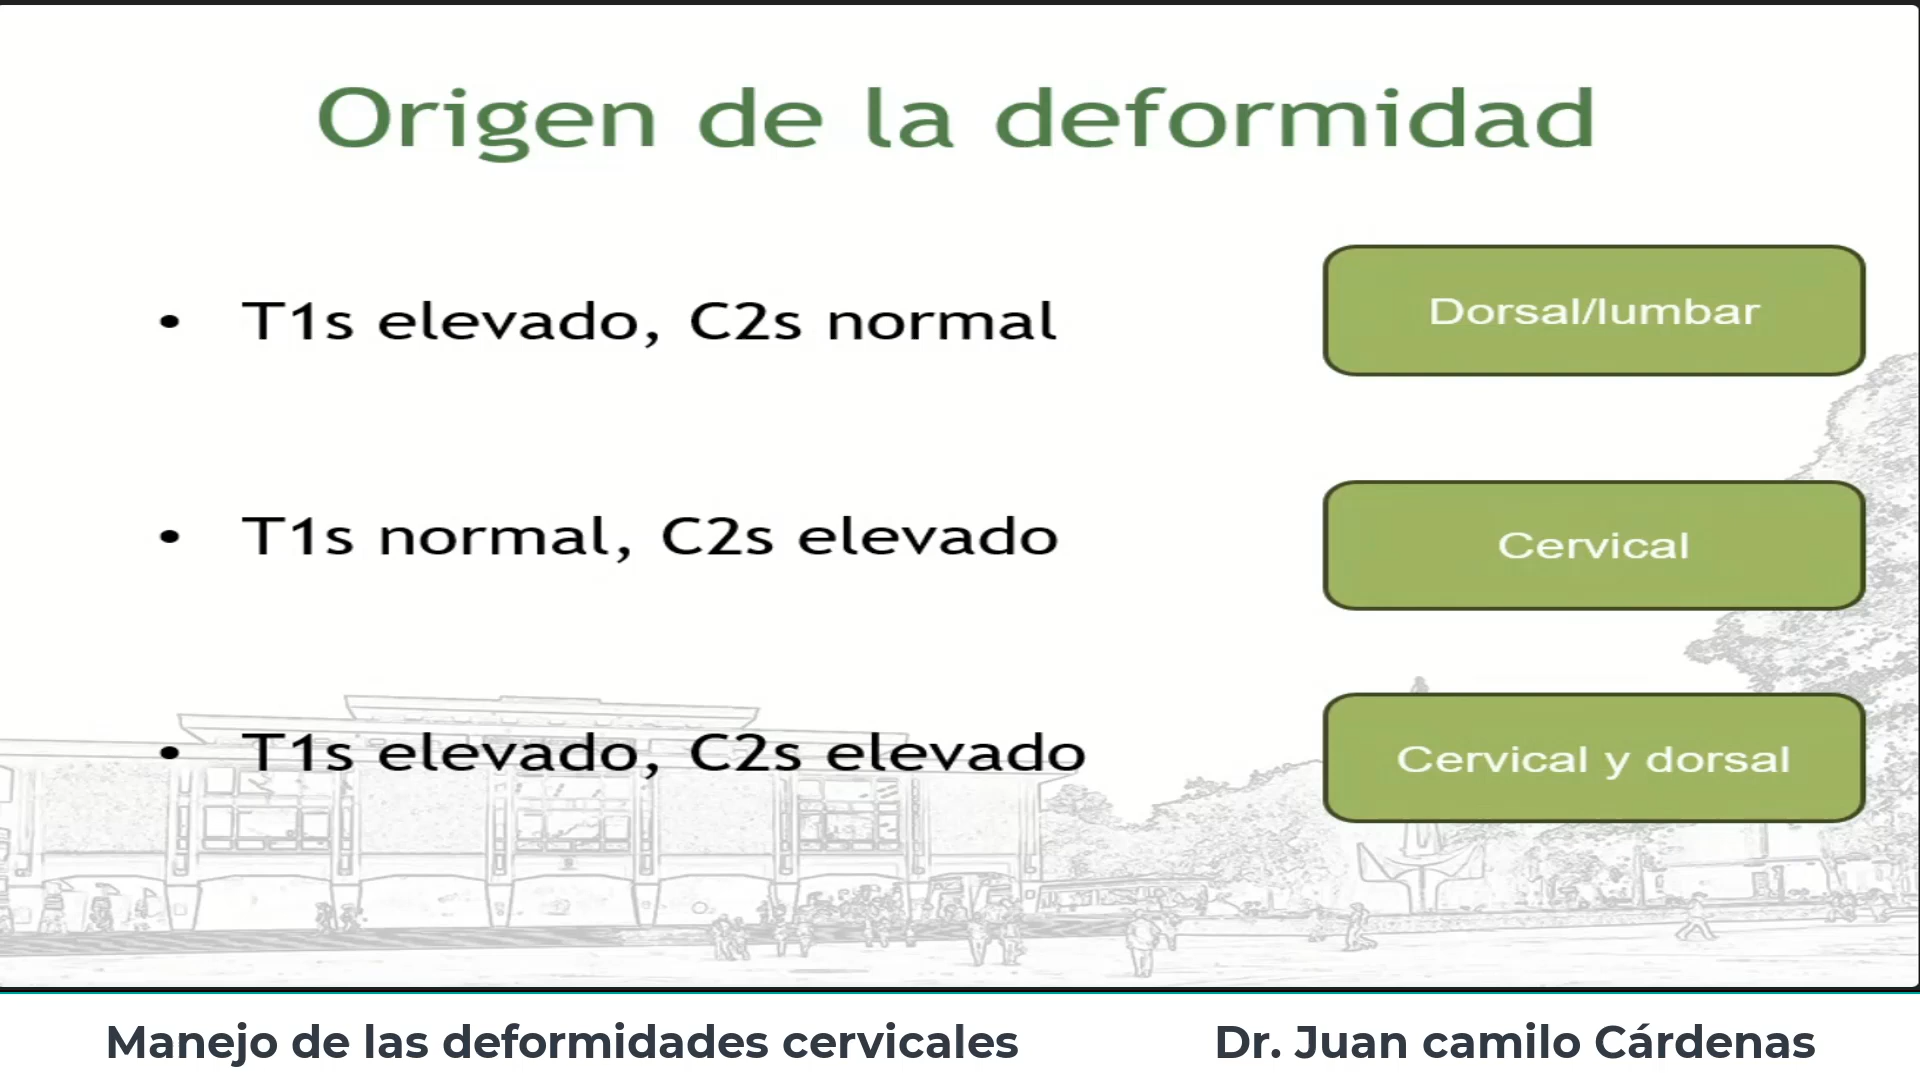 Origen de la deformidad
• T1s elevado, C2s normal
Dorsal/lumbar
• T1s normal, C2s elevado
Cervical
• T1s elevado, C2s elevado
Cervical y dorsal
Manejo de las deformidades cervicales
Dr. Juan camilo Cárdenas